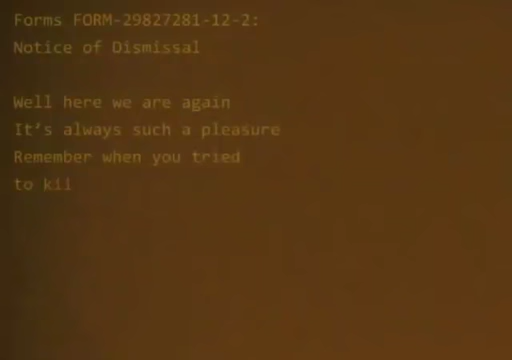 Forms FORM-29827281-12-2:
Notice of Dismissal
Well here we are again
It's always such a pleasure
Remember when you tried
to kil